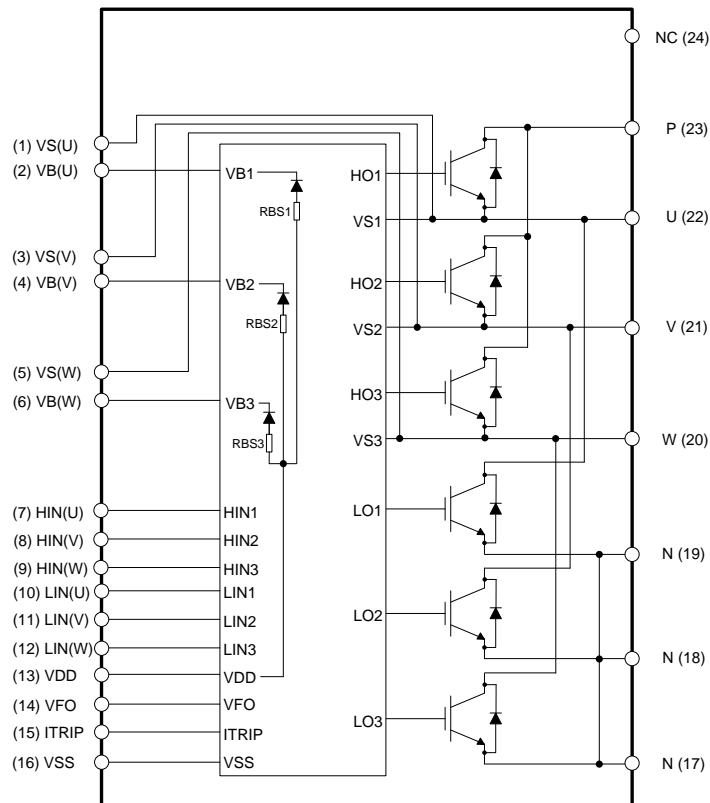 NC (24)
P (23)
U (22)
V (21)
W (20)
N (19)
N (18)
N (17)
(1) VS(U)
(2) VB(U)
(3) VS(V)
(4) VB(V)
(5) VS(W)
(6) VB(W)
(7) HIN(U)
(8) HIN(V)
(9) HIN(W)
(10) LIN(U)
(11) LIN(V)
(12) LIN(W)
(13) VDD
(14) VFO
(15) ITRIP
(16) VSS
VB1
RBS1
VB2
RBS2
VB3
RBS3
HIN1
HIN2
HIN3
LIN1
LIN2
LIN3
VDD
VFO
ITRIP
VSS
HO1
VS1
HO2
VS2
HO3
VS3
LO1
LO2
LO3